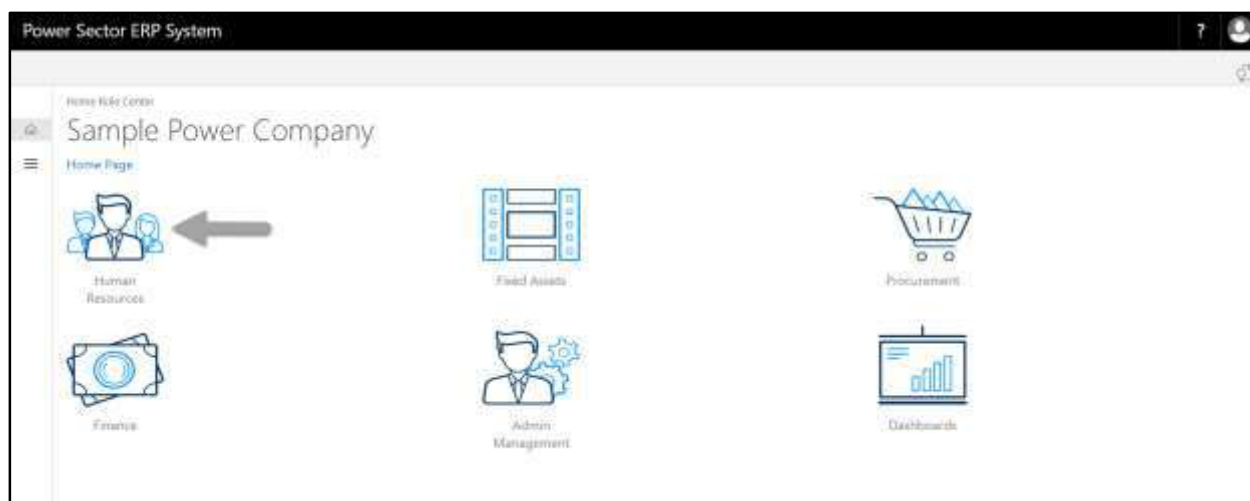 Power Sector ERP System
?
Home Role Center
Sample Power Company
Home Page
Human
Resources
Fixed Assets
Procurement
Finance
Admin
Management
Dashboards